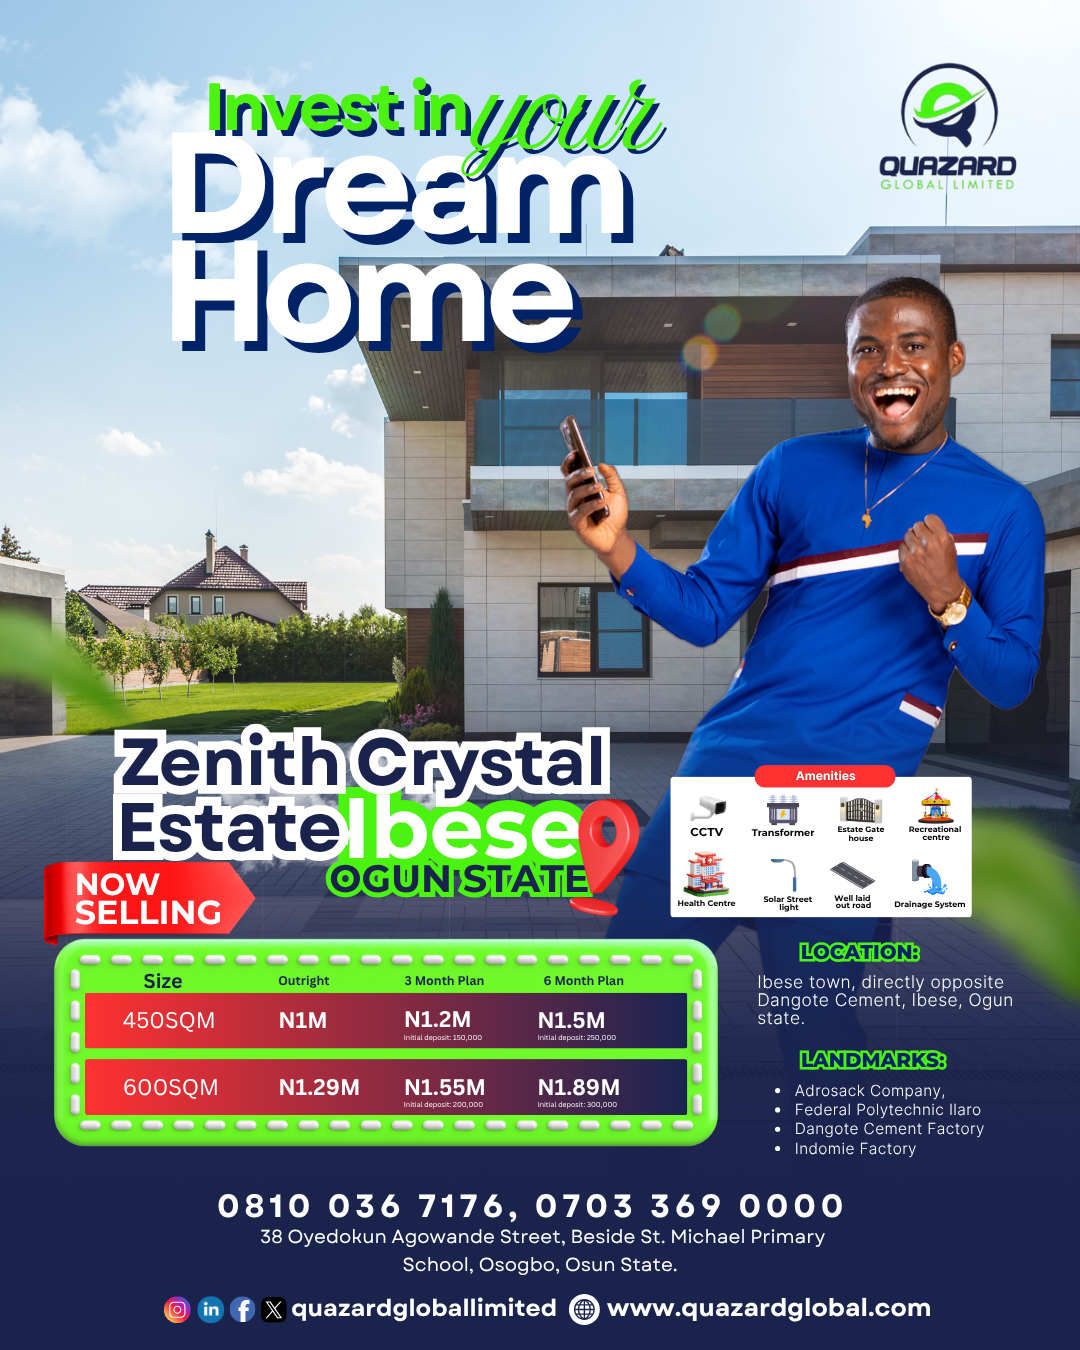 Invest in your
Dream
Home
QUAZARD
GLOBAL LIMITED
Zenith Crystal
Estate Ibese
OGUN STATE
NOW
SELLING
Amenities
CCTV
Transformer
Estate Gate
house
Recreational
centre
Health Centre
Solar Street
light
Well laid
out road
Drainage System
Size Outright 3 Month Plan 6 Month Plan
450SQM N1M N1.2M N1.5M
Initial deposit: 150,000 Initial deposit: 250,000
600SQM N1.29M N1.55M N1.89M
Initial deposit: 200,000 Initial deposit: 300,000
LOCATION:
Ibese town, directly opposite
Dangote Cement, Ibese, Ogun
state.
LANDMARKS:
• Adrosack Company,
• Federal Polytechnic Ilaro
• Dangote Cement Factory
• Indomie Factory
0810 036 7176, 0703 369 0000
38 Oyedokun Agowande Street, Beside St. Michael Primary
School, Osogbo, Osun State.
quazardgloballimited www.quazardglobal.com